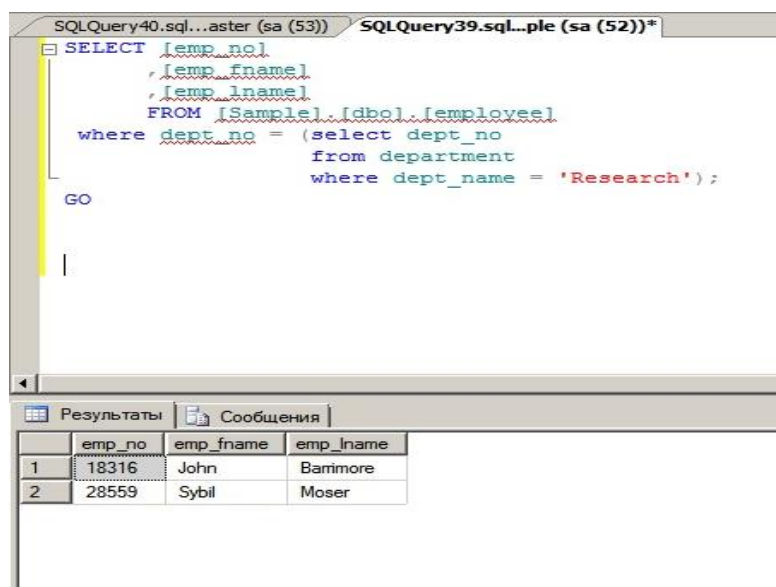 SQLQuery40.sql...aster (sa (53)) SQLQuery39.sql...ple (sa (52))*
SELECT [emp_no]
,[emp_fname]
,[emp_lname]
FROM [Sample].[dbo].[employee]
where dept_no = (select dept_no
from department
where dept_name = 'Research');
GO
Результаты Сообщения
emp_no emp_fname emp_lname
1 18316 John Barrimore
2 28559 Sybil Moser